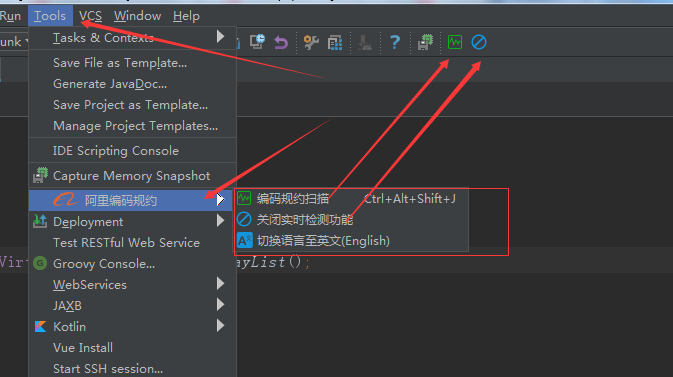 Run Tools VCS Window Help
unk
Tasks & Contexts
Save File as Template...
Generate JavaDoc...
Save Project as Template...
Manage Project Templates...
IDE Scripting Console
Capture Memory Snapshot
阿里编码规约
编码规约扫描 Ctrl+Alt+Shift+J
关闭实时检测功能
切换语言至英文(English)
Deployment
Test RESTful Web Service
Groovy Console...
Virt ayList();
WebServices
JAXB
Kotlin
Vue Install
Start SSH session...